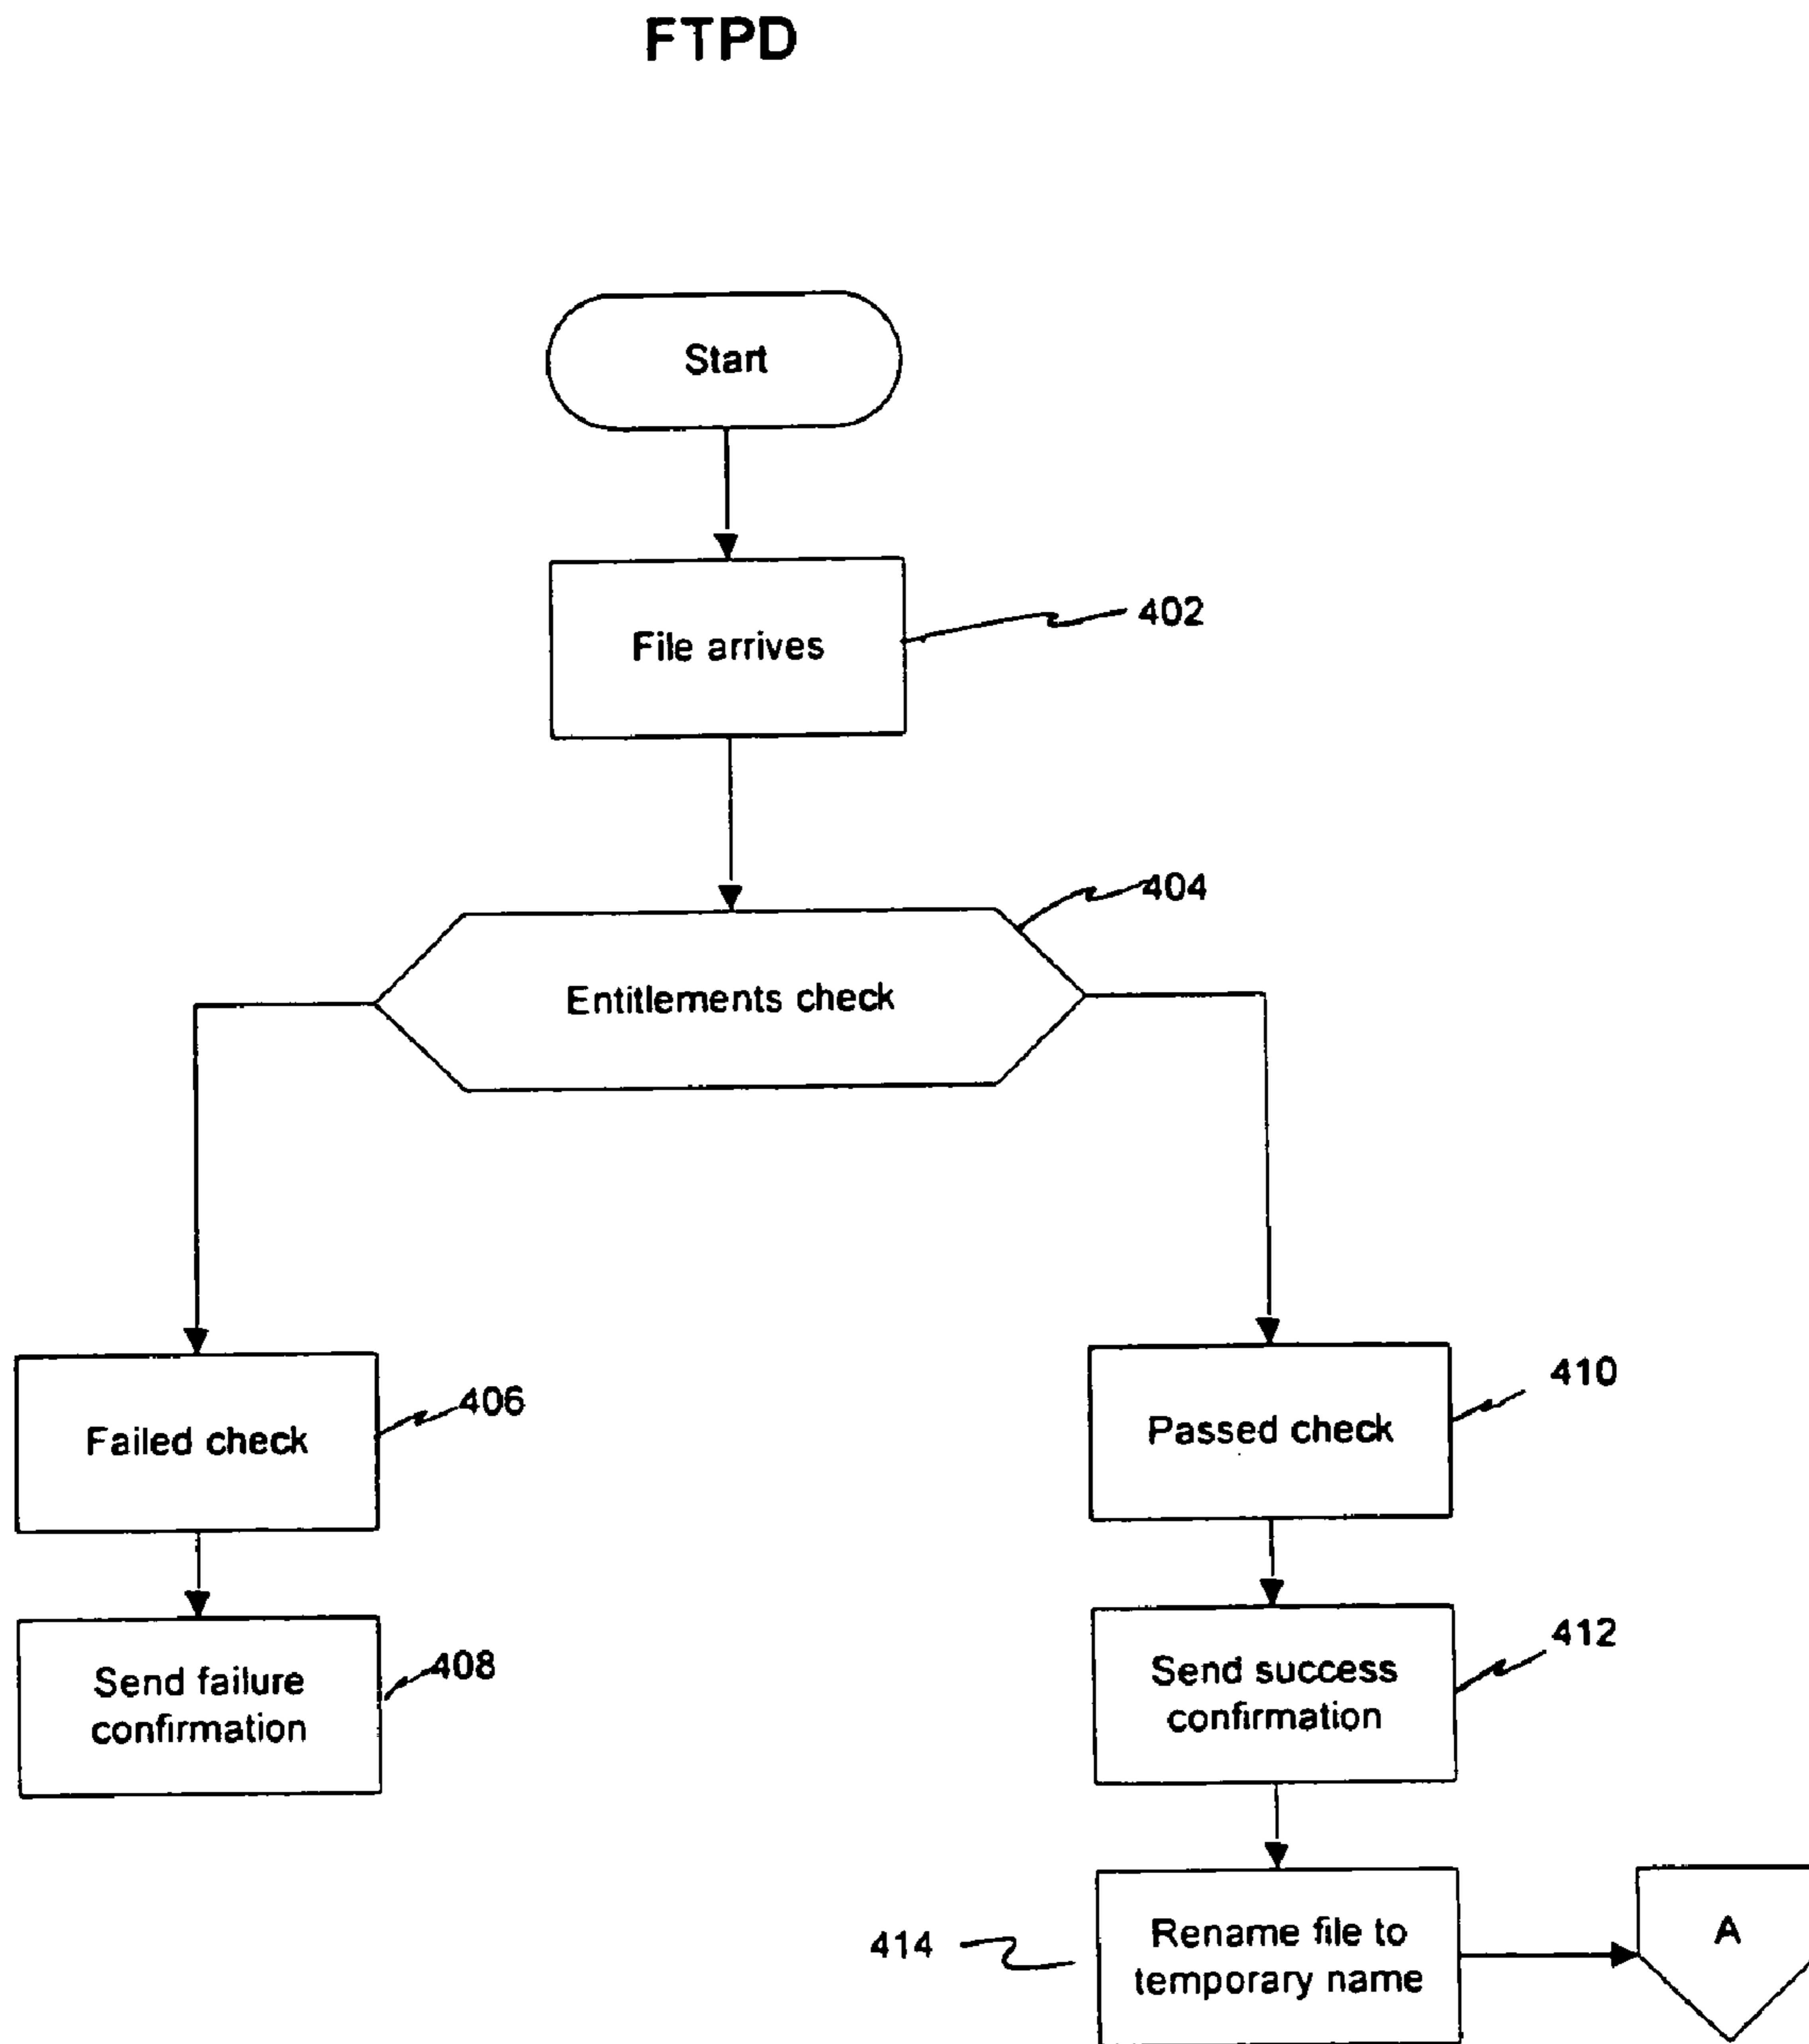 FTPD
Start
File arrives
402
404
Entitlements check
Failed check
406
Passed check
410
Send failure
confirmation
408
Send success
confirmation
412
414
Rename file to
temporary name
A